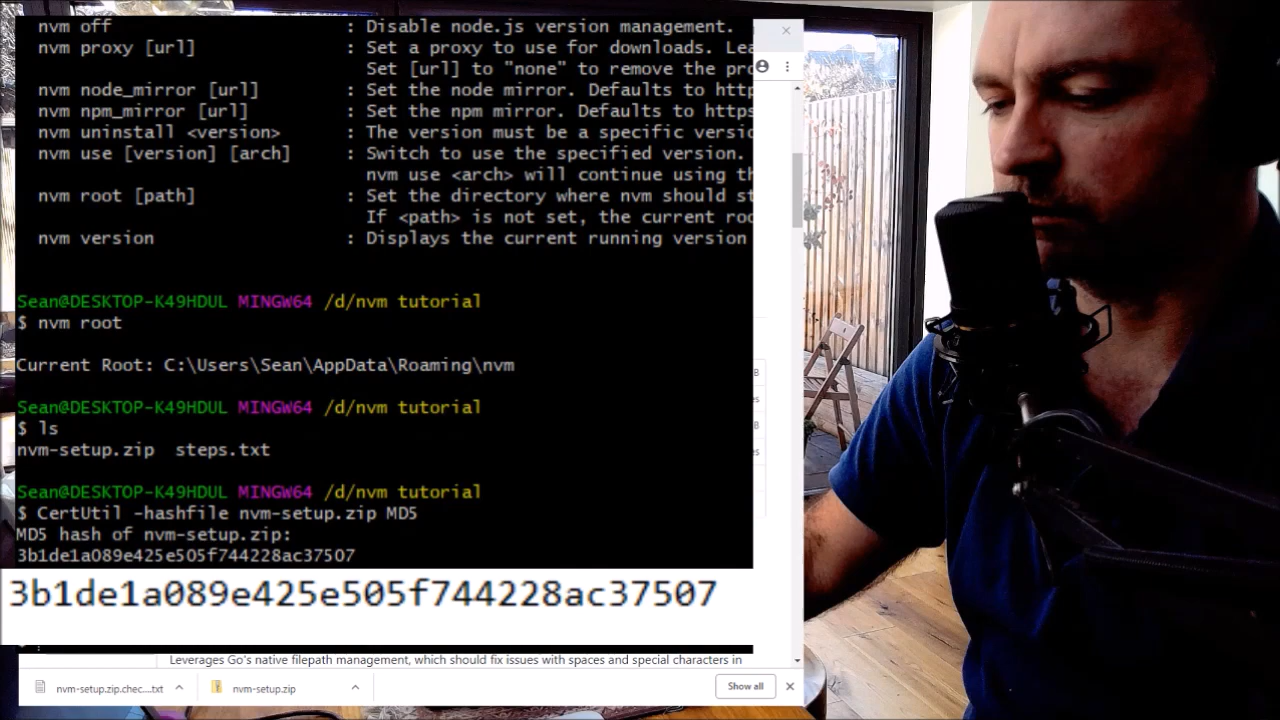 nvm off : Disable node.js version management.
nvm proxy [url] : Set a proxy to use for downloads. Lea
Set [url] to "none" to remove the pro
nvm node_mirror [url] : Set the node mirror. Defaults to http
nvm npm_mirror [url] : Set the npm mirror. Defaults to https
nvm uninstall <version> : The version must be a specific versio
nvm use [version] [arch] : Switch to use the specified version.
nvm use <arch> will continue using th
nvm root [path] : Set the directory where nvm should st
If <path> is not set, the current roo
nvm version : Displays the current running version
Sean@DESKTOP-K49HDUL MINGW64 /d/nvm tutorial
$ nvm root
Current Root: C:\Users\Sean\AppData\Roaming\nvm
Sean@DESKTOP-K49HDUL MINGW64 /d/nvm tutorial
$ ls
nvm-setup.zip steps.txt
Sean@DESKTOP-K49HDUL MINGW64 /d/nvm tutorial
$ CertUtil -hashfile nvm-setup.zip MD5
MD5 hash of nvm-setup.zip:
3b1de1a089e425e505f744228ac37507
3b1de1a089e425e505f744228ac37507
Leverages Go's native filepath management, which should fix issues with spaces and special characters in
nvm-setup.zip.chec....txt nvm-setup.zip Show all